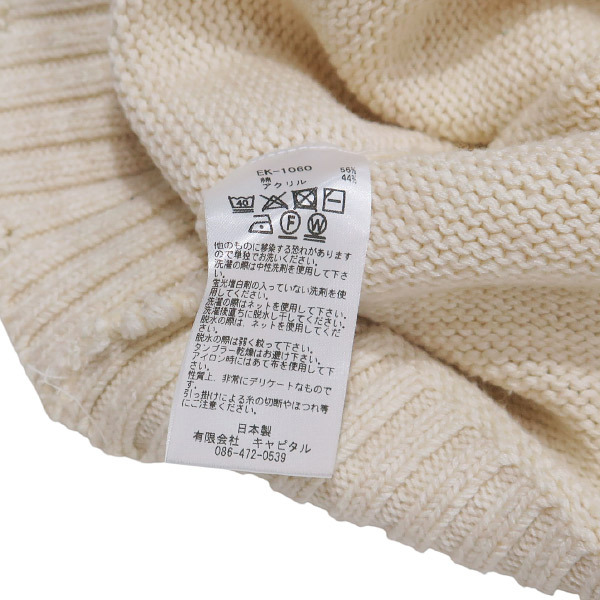 EK-1060
綿 56%
アクリル 44%
40
F W
他のものに移染する恐れがあります
ので単独でお洗いください。
洗濯の際は中性洗剤を使用して下さ
い。
蛍光増白剤の入っていない洗剤を使
用してください。
洗濯の際はネットを使用して下さい。
洗濯後直ちに脱水し干してください。
脱水の際は、ネットを使用して下さ
い。
脱水の際は弱く絞って下さい。
タンブラー乾燥はお避け下さい。
アイロン時にはあて布を使用して下
さい。
性質上、非常にデリケートなもので
す。
引っ掛けによる糸の切断やほつれ等
にご注意ください。
日本製
有限会社 キャピタル
086-472-0539